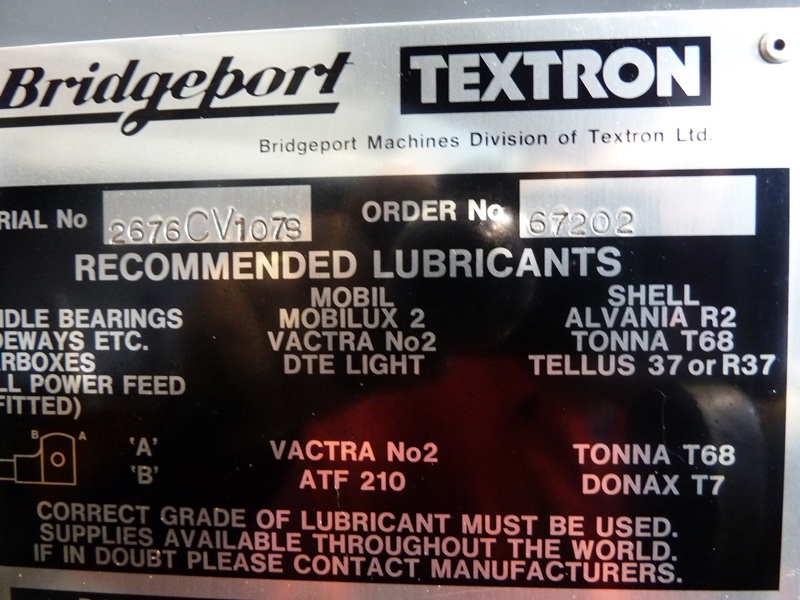 Bridgeport TEXTRON
Bridgeport Machines Division of Textron Ltd.
RIAL No 2676CV1079 ORDER No 67202
RECOMMENDED LUBRICANTS
MOBIL SHELL
NDLE BEARINGS MOBILUX 2 ALVANIA R2
DEWAYS ETC. VACTRA No2 TONNA T68
ARBOXES DTE LIGHT TELLUS 37 or R37
LL POWER FEED
FITTED)
B A 'A' VACTRA No2 TONNA T68
'B' ATF 210 DONAX T7
CORRECT GRADE OF LUBRICANT MUST BE USED.
SUPPLIES AVAILABLE THROUGHOUT THE WORLD.
IF IN DOUBT PLEASE CONTACT MANUFACTURERS.